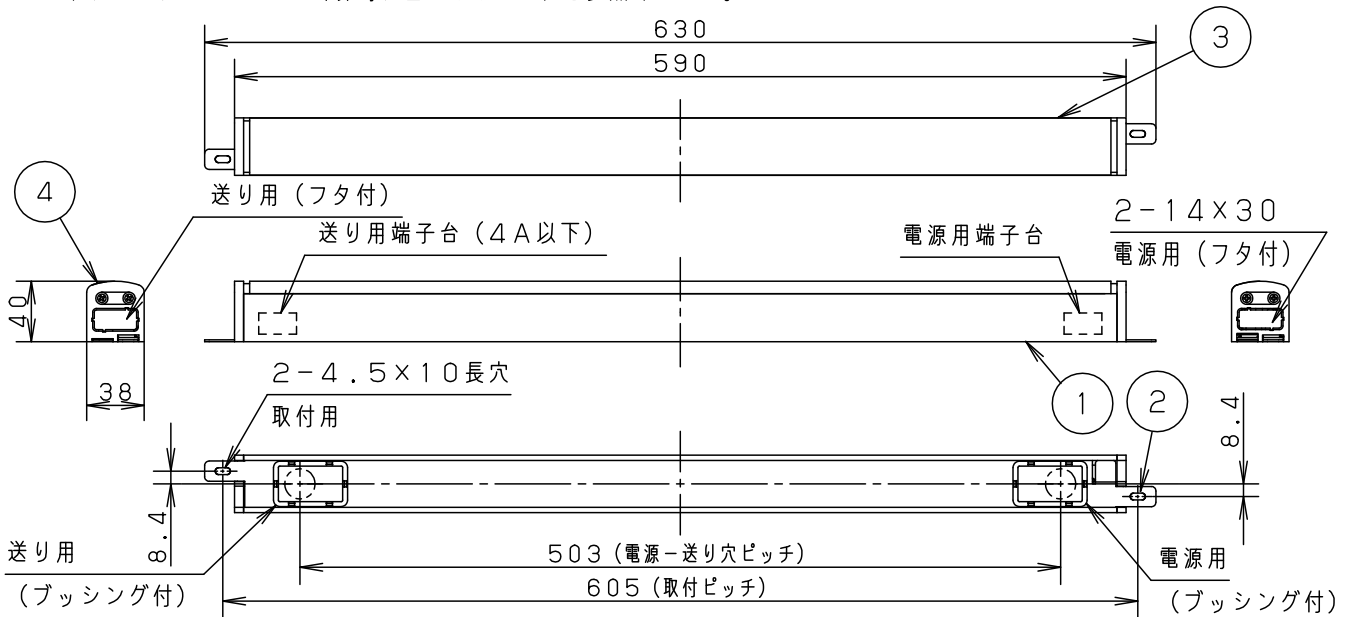 630
590
3
4
送り用（フタ付）
送り用端子台（4A以下）
電源用端子台
2-14×30
電源用（フタ付）
40
38
2-4.5×10長穴
取付用
1
2
8.4
8.4
送り用
（ブッシング付）
503（電源-送り穴ピッチ）
605（取付ピッチ）
電源用
（ブッシング付）